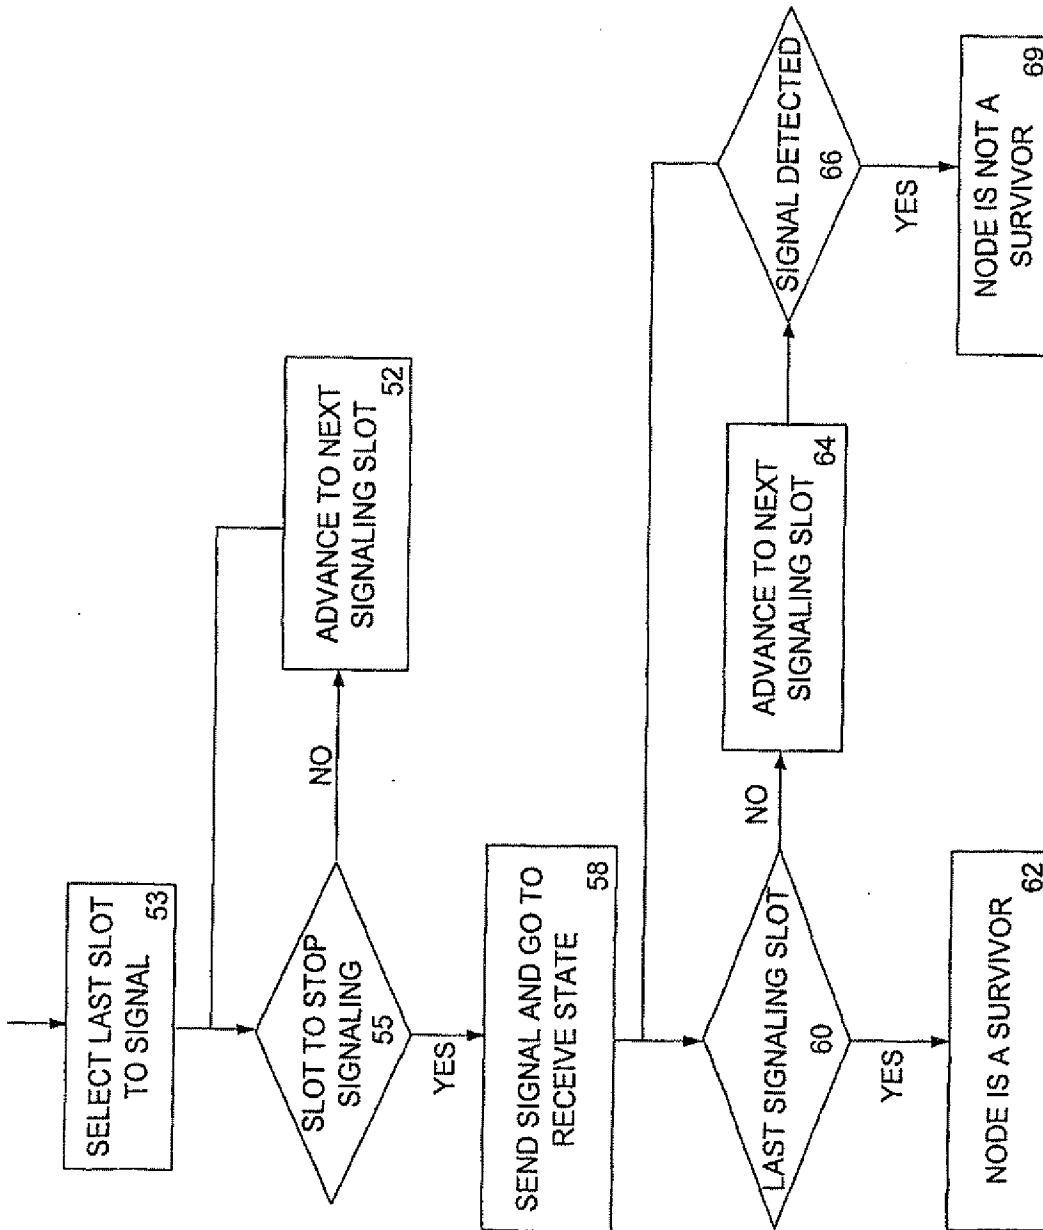 SELECT LAST SLOT
TO SIGNAL
53
SLOT TO STOP
SIGNALING
55
NO
ADVANCE TO NEXT
SIGNALING SLOT
52
YES
SEND SIGNAL AND GO TO
RECEIVE STATE
58
LAST SIGNALING SLOT
60
NO
ADVANCE TO NEXT
SIGNALING SLOT
64
SIGNAL DETECTED
66
YES
NODE IS A SURVIVOR
62
YES
NODE IS NOT A
SURVIVOR
69